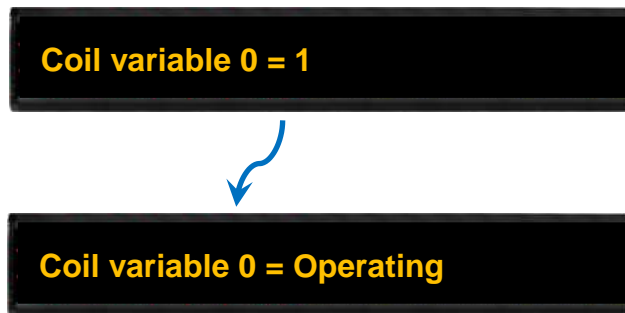 Coil variable 0 = 1
Coil variable 0 = Operating